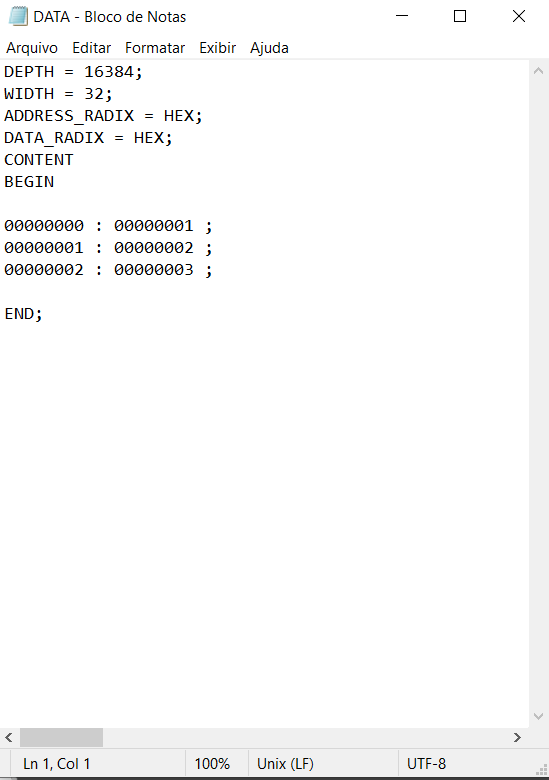 DATA - Bloco de Notas
Arquivo Editar Formatar Exibir Ajuda
DEPTH = 16384;
WIDTH = 32;
ADDRESS_RADIX = HEX;
DATA_RADIX = HEX;
CONTENT
BEGIN
00000000 : 00000001 ;
00000001 : 00000002 ;
00000002 : 00000003 ;
END;
Ln 1, Col 1 100% Unix (LF) UTF-8